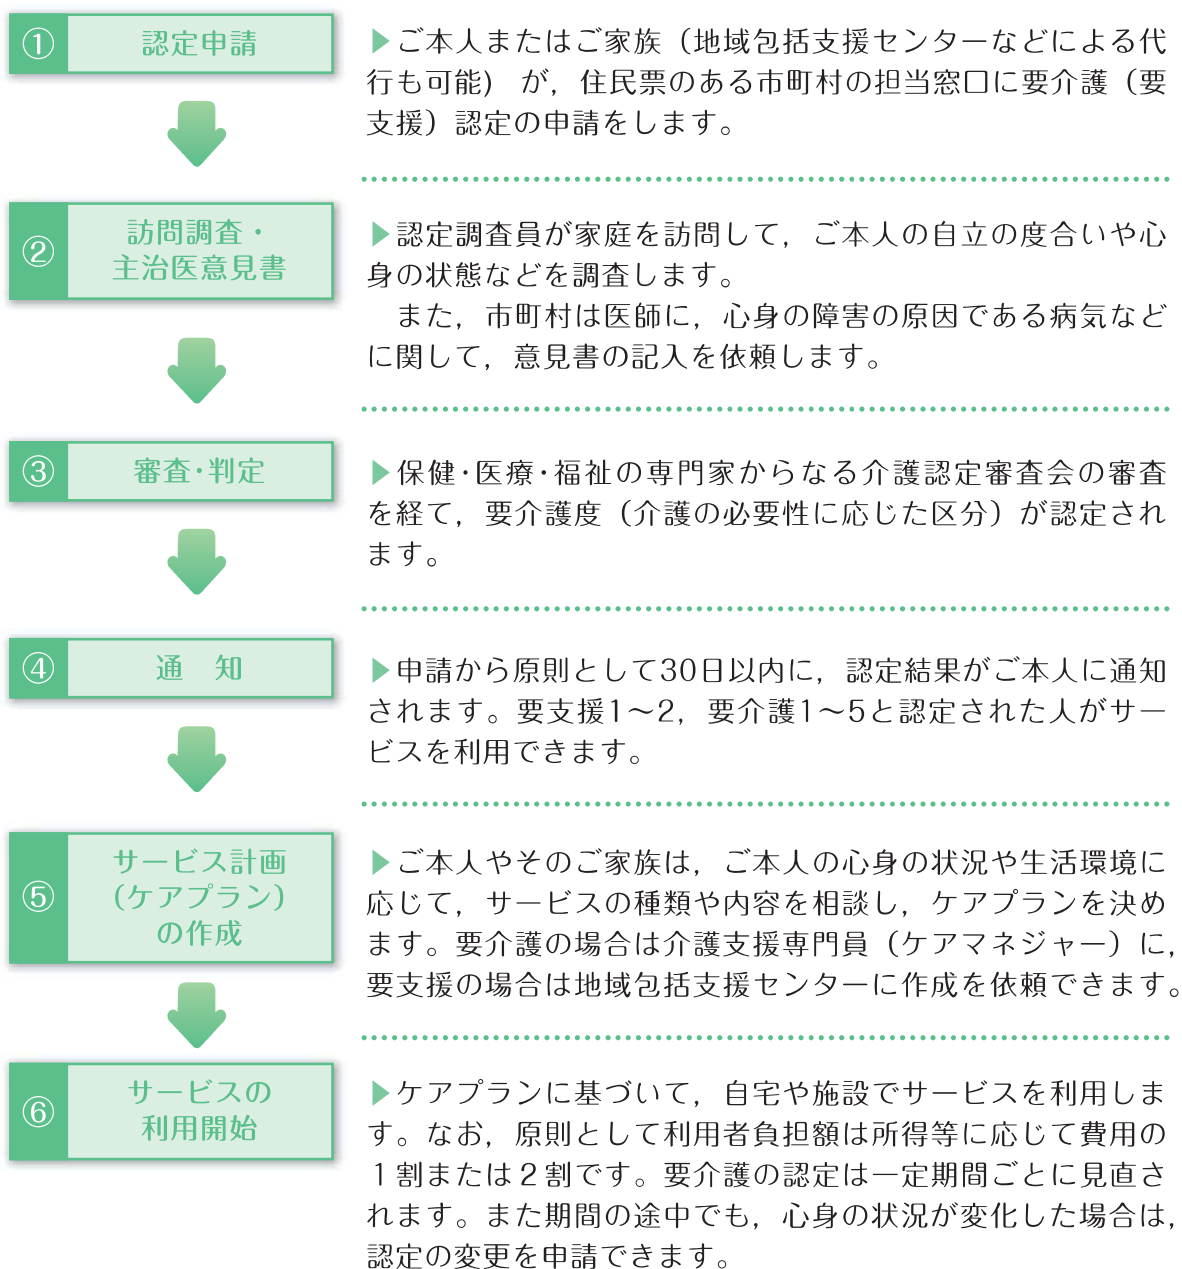 ① 認定申請
▶ご本人またはご家族（地域包括支援センターなどによる代
行も可能) が，住民票のある市町村の担当窓口に要介護（要
支援）認定の申請をします。
② 訪問調査・
主治医意見書
▶認定調査員が家庭を訪問して，ご本人の自立の度合いや心
身の状態などを調査します。
　また，市町村は医師に，心身の障害の原因である病気など
に関して，意見書の記入を依頼します。
③ 審査・判定
▶保健・医療・福祉の専門家からなる介護認定審査会の審査
を経て，要介護度（介護の必要性に応じた区分）が認定され
ます。
④ 通　知
▶申請から原則として30日以内に，認定結果がご本人に通知
されます。要支援1～2，要介護1～5と認定された人がサー
ビスを利用できます。
⑤ サービス計画
（ケアプラン）
の作成
▶ご本人やそのご家族は，ご本人の心身の状況や生活環境に
応じて，サービスの種類や内容を相談し，ケアプランを決め
ます。要介護の場合は介護支援専門員（ケアマネジャー）に，
要支援の場合は地域包括支援センターに作成を依頼できます。
⑥ サービスの
利用開始
▶ケアプランに基づいて，自宅や施設でサービスを利用しま
す。なお，原則として利用者負担額は所得等に応じて費用の
１割または２割です。要介護の認定は一定期間ごとに見直さ
れます。また期間の途中でも，心身の状況が変化した場合は，
認定の変更を申請できます。